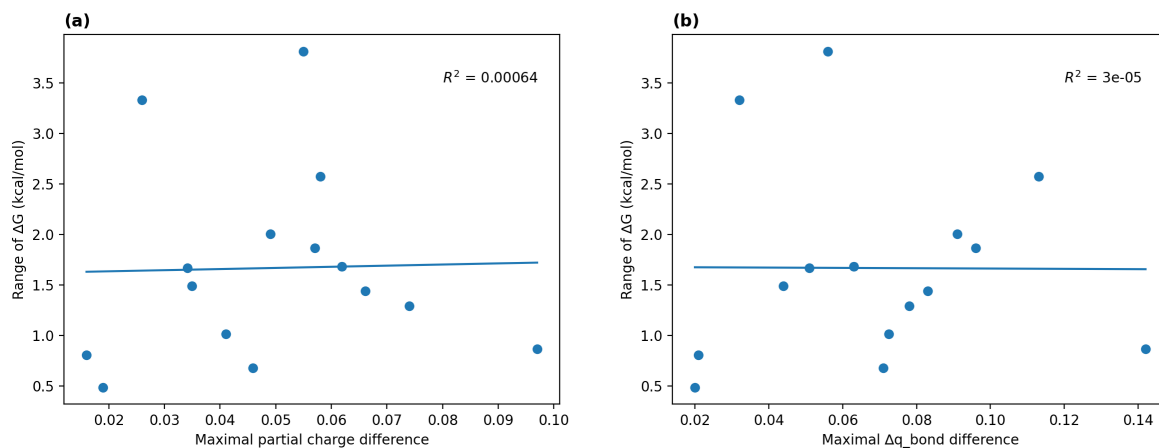 (a)
R² = 0.00064
Range of ΔG (kcal/mol)
3.5
3.0
2.5
2.0
1.5
1.0
0.5
0.02 0.03 0.04 0.05 0.06 0.07 0.08 0.09 0.10
Maximal partial charge difference
(b)
R² = 3e-05
Range of ΔG (kcal/mol)
3.5
3.0
2.5
2.0
1.5
1.0
0.5
0.02 0.04 0.06 0.08 0.10 0.12 0.14
Maximal Δq_bond difference